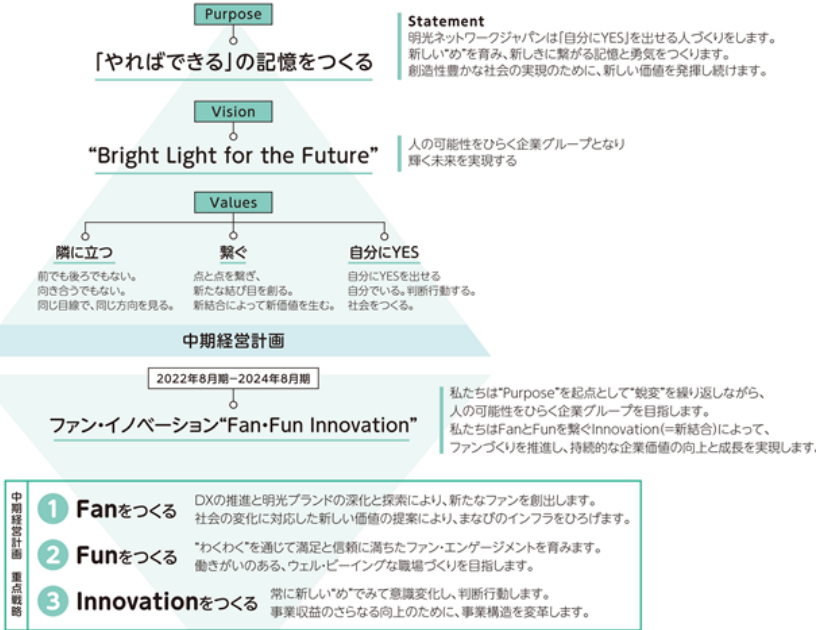 Purpose
「やればできる」の記憶をつくる
Statement
明光ネットワークジャパンは「自分にYES」を出せる人づくりをします。
新しい“め”を育み、新しきに繋がる記憶と勇気をつくります。
創造性豊かな社会の実現のために、新しい価値を発揮し続けます。
Vision
“Bright Light for the Future”
人の可能性をひらく企業グループとなり
輝く未来を実現する
Values
隣に立つ
前でも後ろでもない。
向き合うでもない。
同じ目線で、同じ方向を見る。
繋ぐ
点と点を繋ぎ、
新たな結び目を創る。
新結合によって新価値を生む。
自分にYES
自分にYESを出せる
自分でいる。判断行動する。
社会をつくる。
中期経営計画
2022年8月期−2024年8月期
ファン・イノベーション“Fan・Fun Innovation”
私たちは“Purpose”を起点として“蛻変”を繰り返しながら、
人の可能性をひらく企業グループを目指します。
私たちはFanとFunを繋ぐInnovation(=新結合)によって、
ファンづくりを推進し、持続的な企業価値の向上と成長を実現します。
中期経営計画 重点戦略
1 Fanをつくる
DXの推進と明光ブランドの深化と探索により、新たなファンを創出します。
社会の変化に対応した新しい価値の提案により、まなびのインフラをひろげます。
2 Funをつくる
“わくわく”を通じて満足と信頼に満ちたファン・エンゲージメントを育みます。
働きがいのある、ウェル・ビーイングな職場づくりを目指します。
3 Innovationをつくる
常に新しい“め”でみて意識変化し、判断行動します。
事業収益のさらなる向上のために、事業構造を変革します。